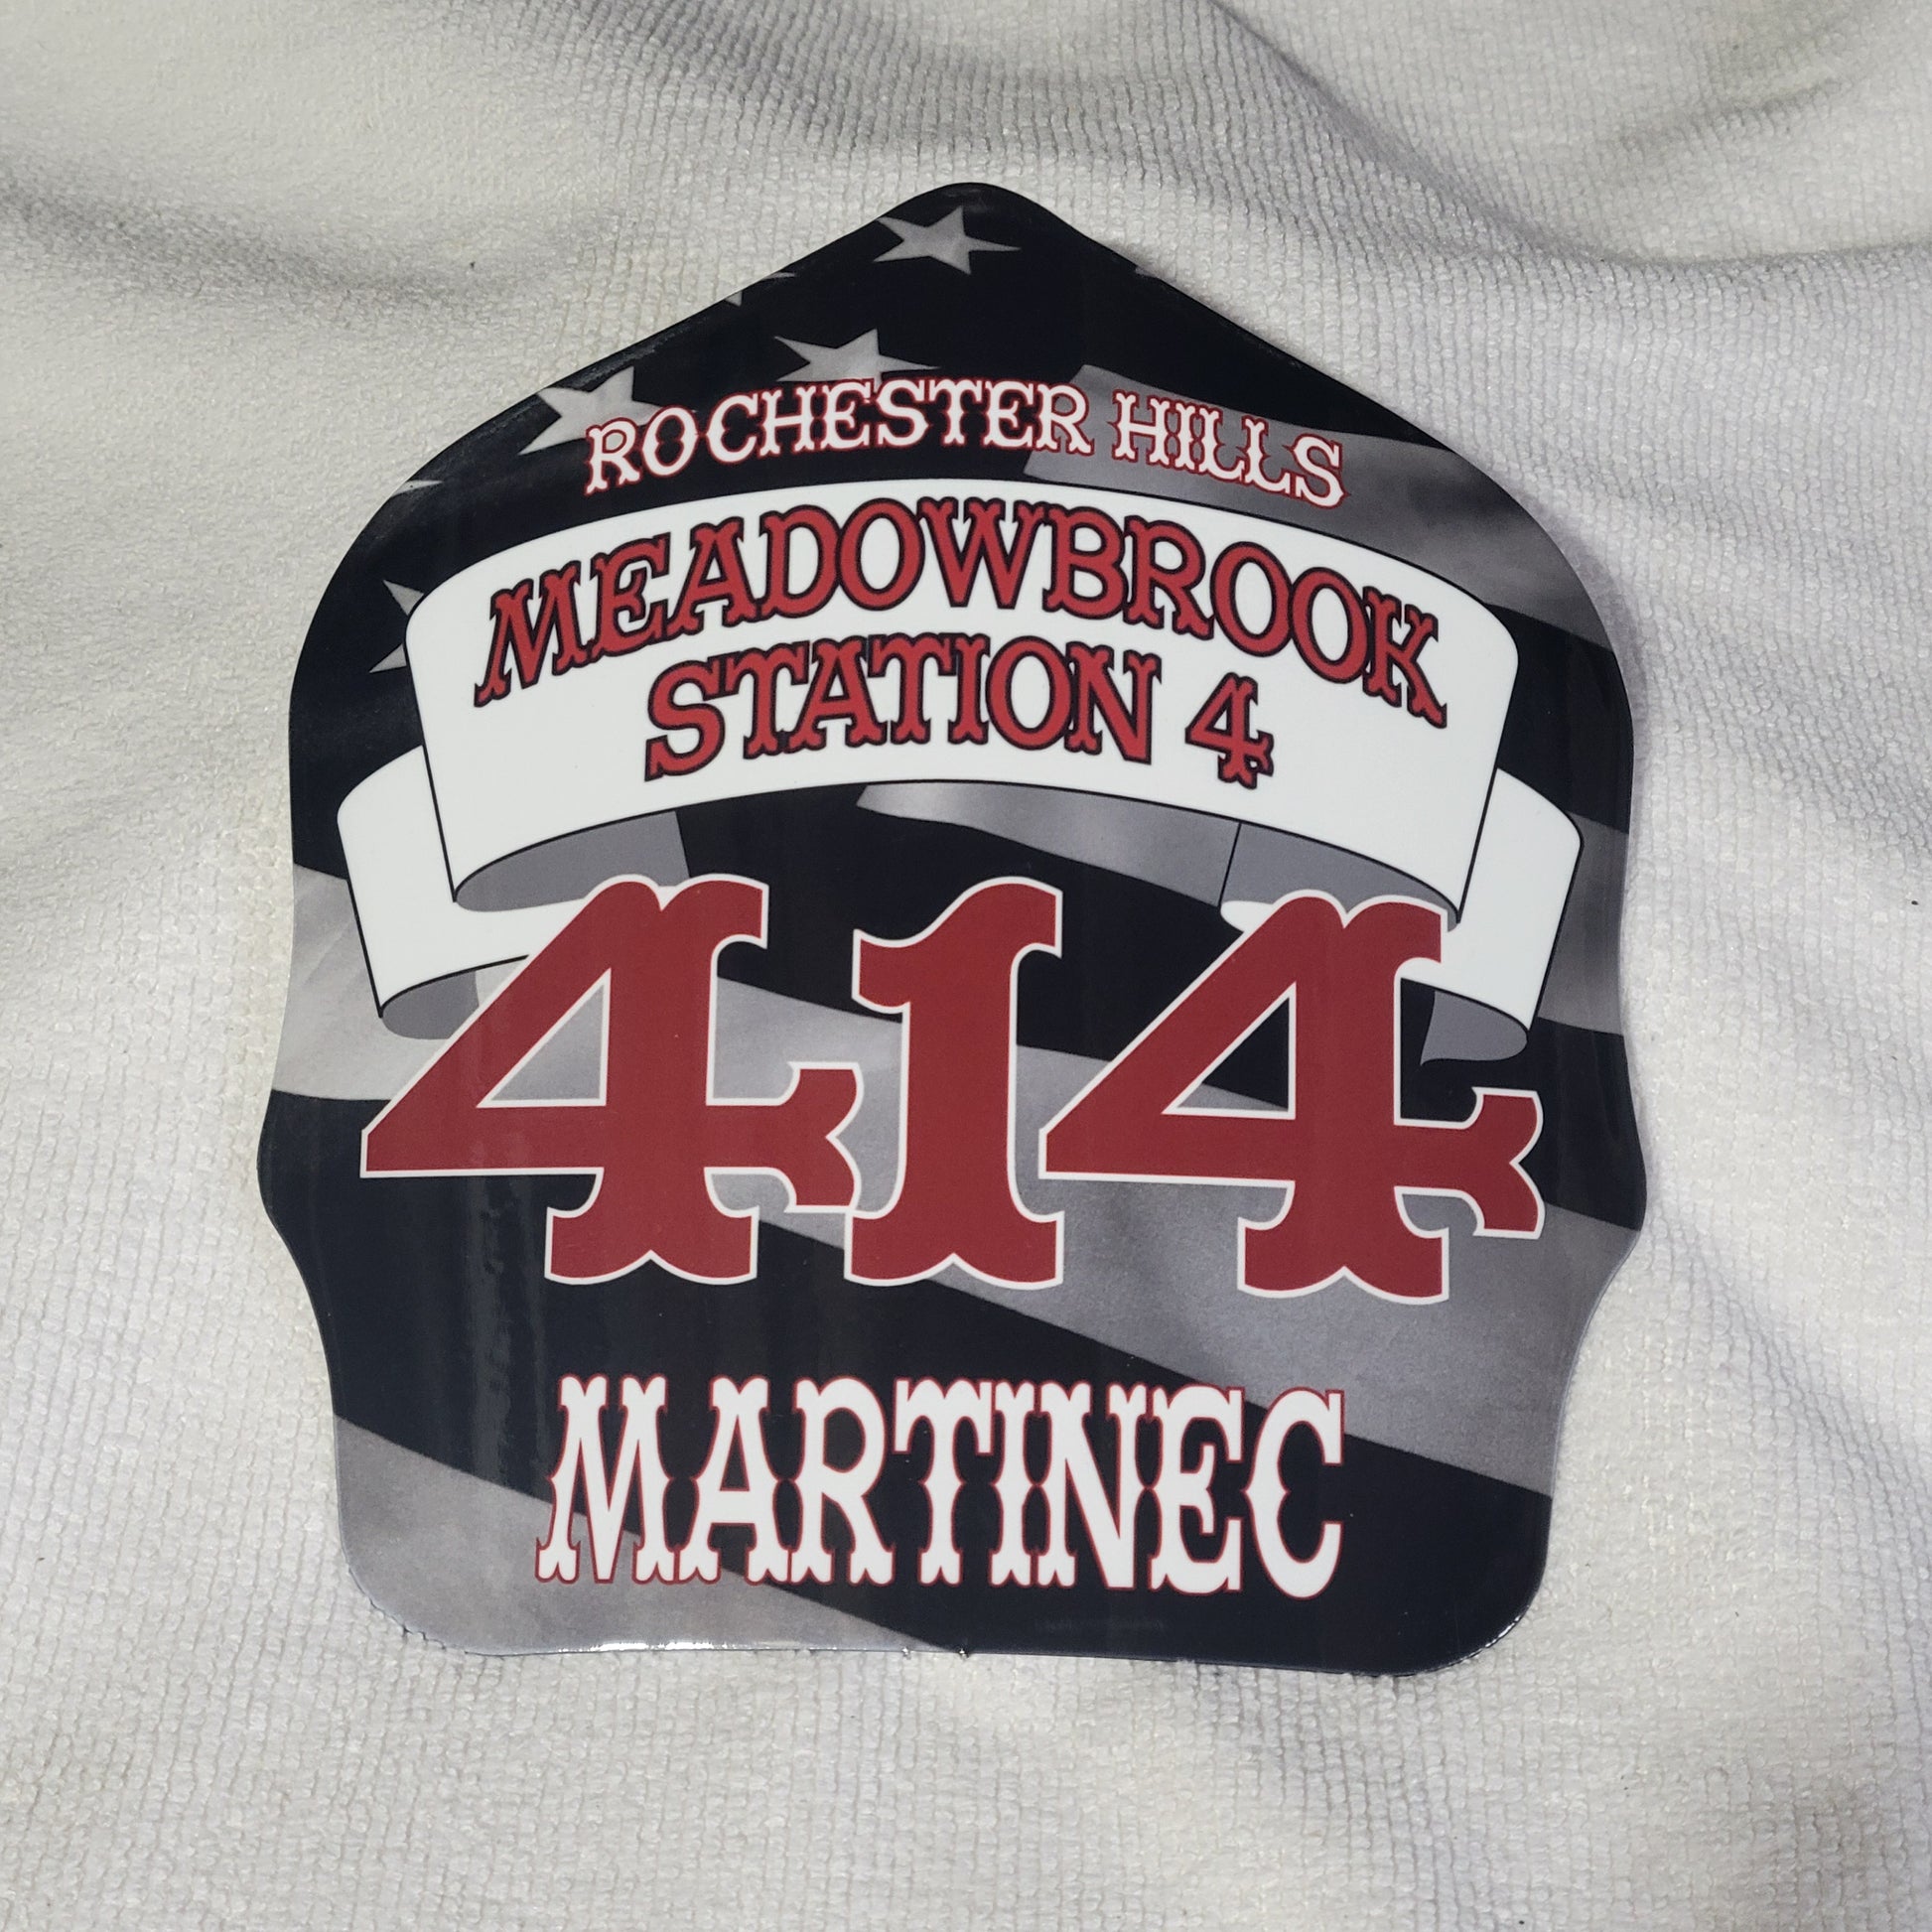 ROCHESTER HILLS
MEADOWBROOK
STATION 4
414
MARTINEC